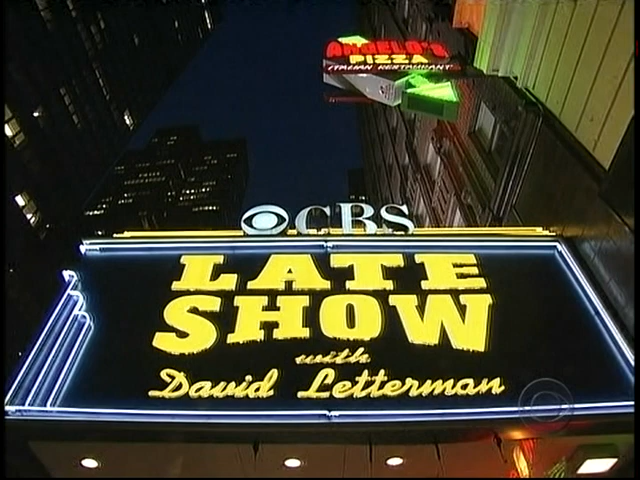 ANGELO'S
PIZZA
ITALIAN RESTAURANT
CBS
LATE
SHOW
with
David Letterman